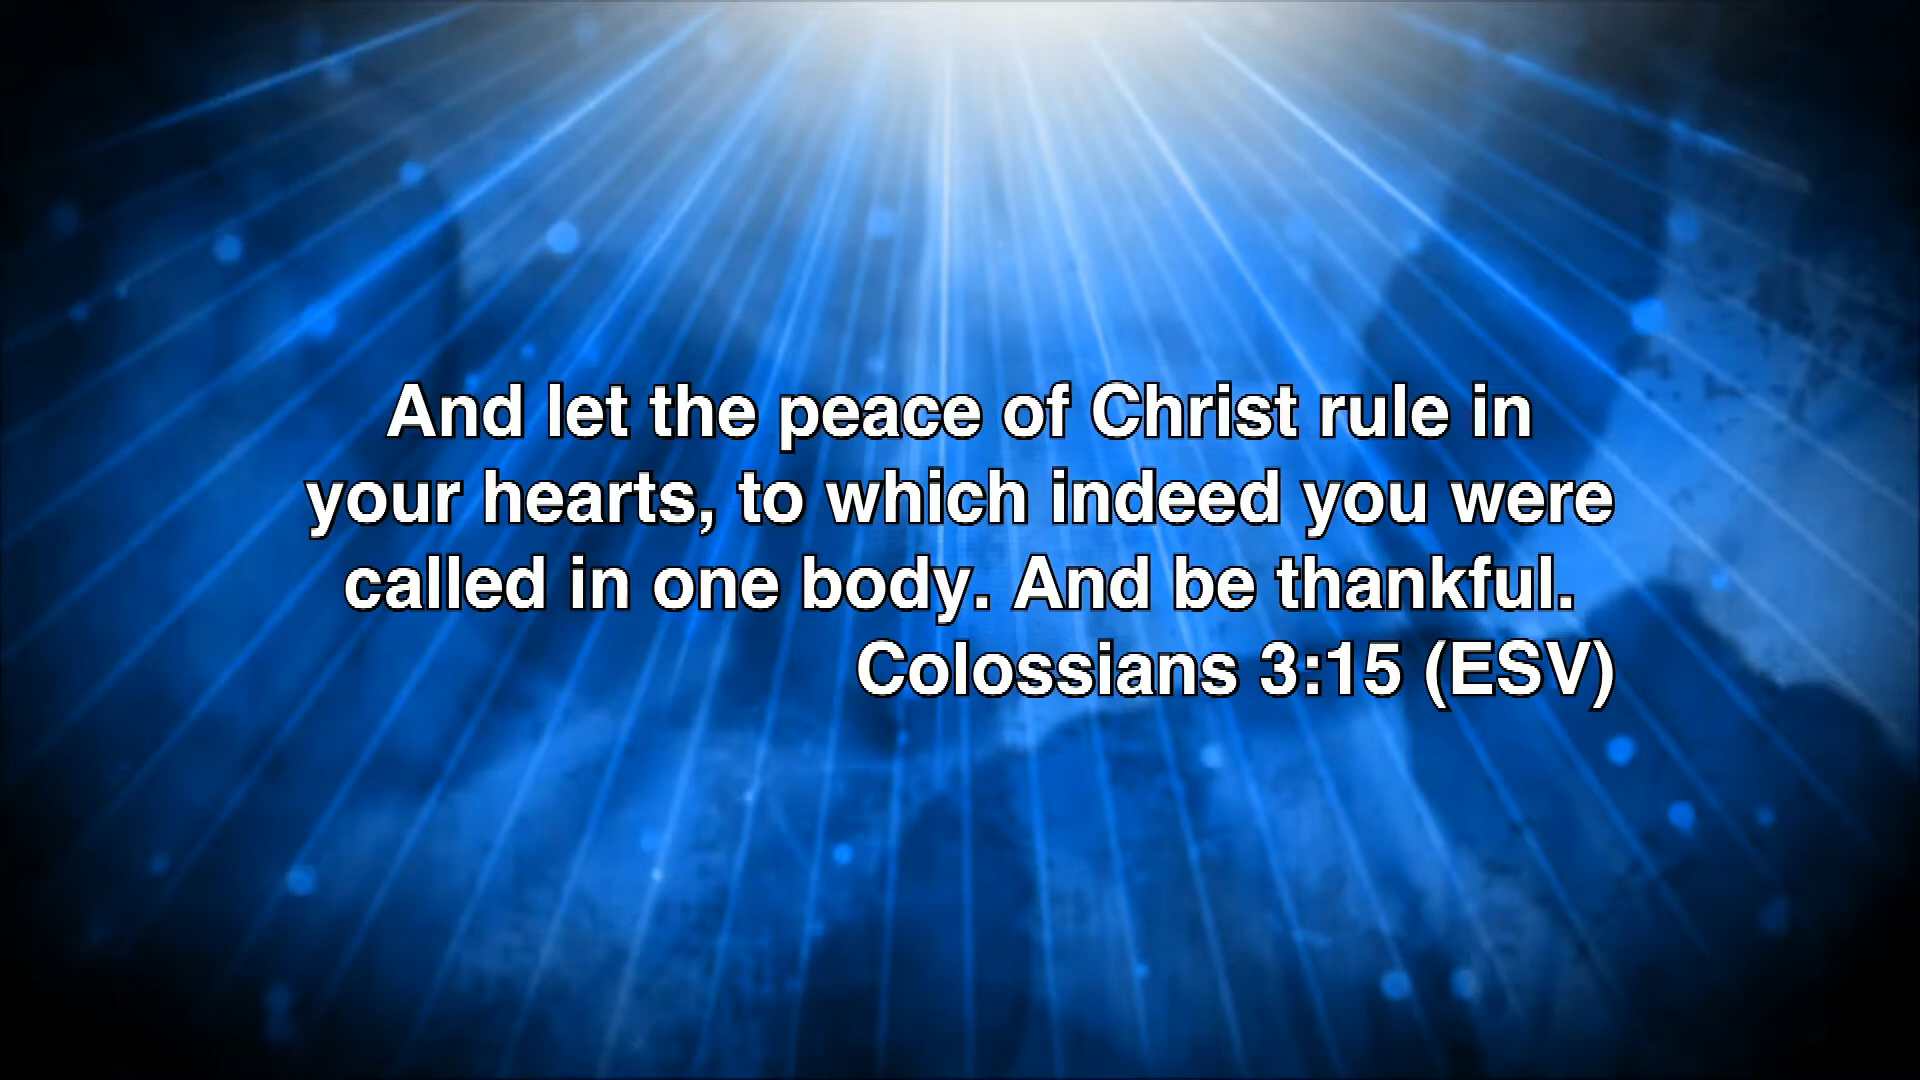 And let the peace of Christ rule in
your hearts, to which indeed you were
called in one body. And be thankful.
Colossians 3:15 (ESV)